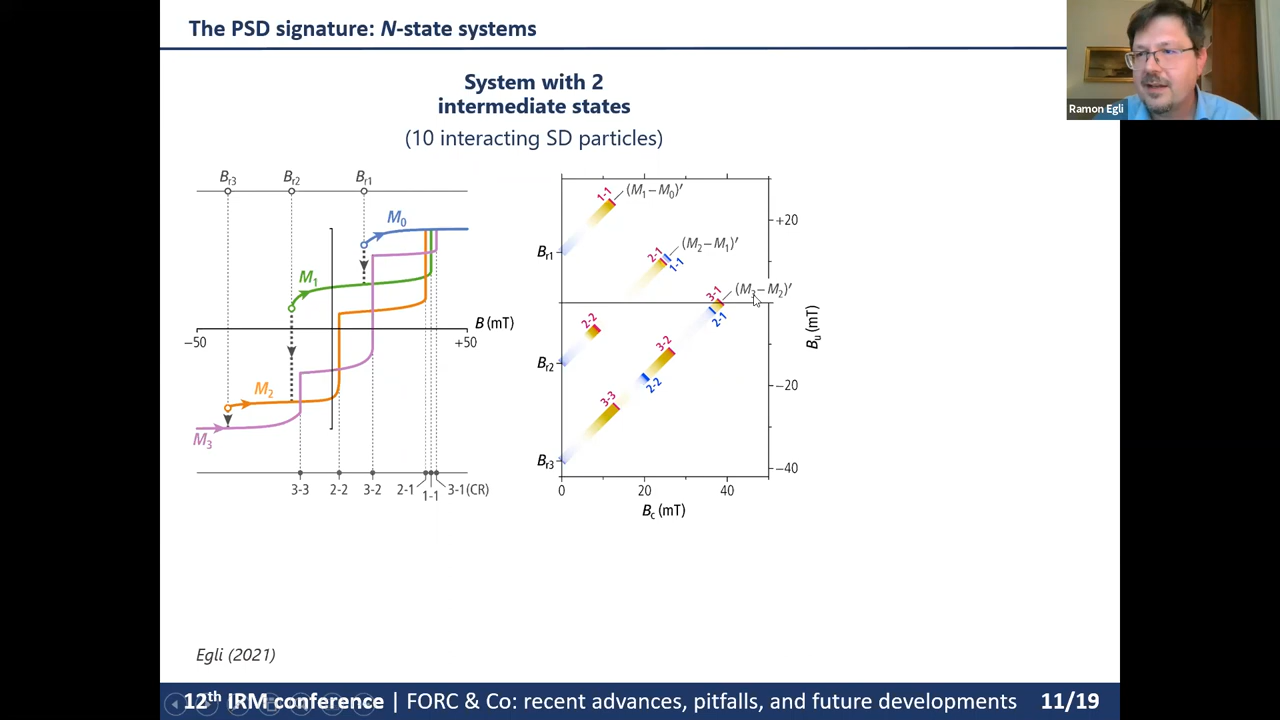 The PSD signature: N-state systems
Ramon Egli
System with 2
intermediate states
(10 interacting SD particles)
Br3
Br2
Br1
M0
M1
M2
M3
B (mT)
−50
+50
3-3
2-2
3-2
2-1
1-1
3-1(CR)
1-1
(M1−M0)′
+20
Br1
2-1
(M2−M1)′
1-1
3-1
(M3−M2)′
2-1
2-2
3-2
Br2
2-2
−20
3-3
Br3
−40
Bu (mT)
0
20
40
Bc (mT)
Egli (2021)
12th IRM conference | FORC & Co: recent advances, pitfalls, and future developments
11/19